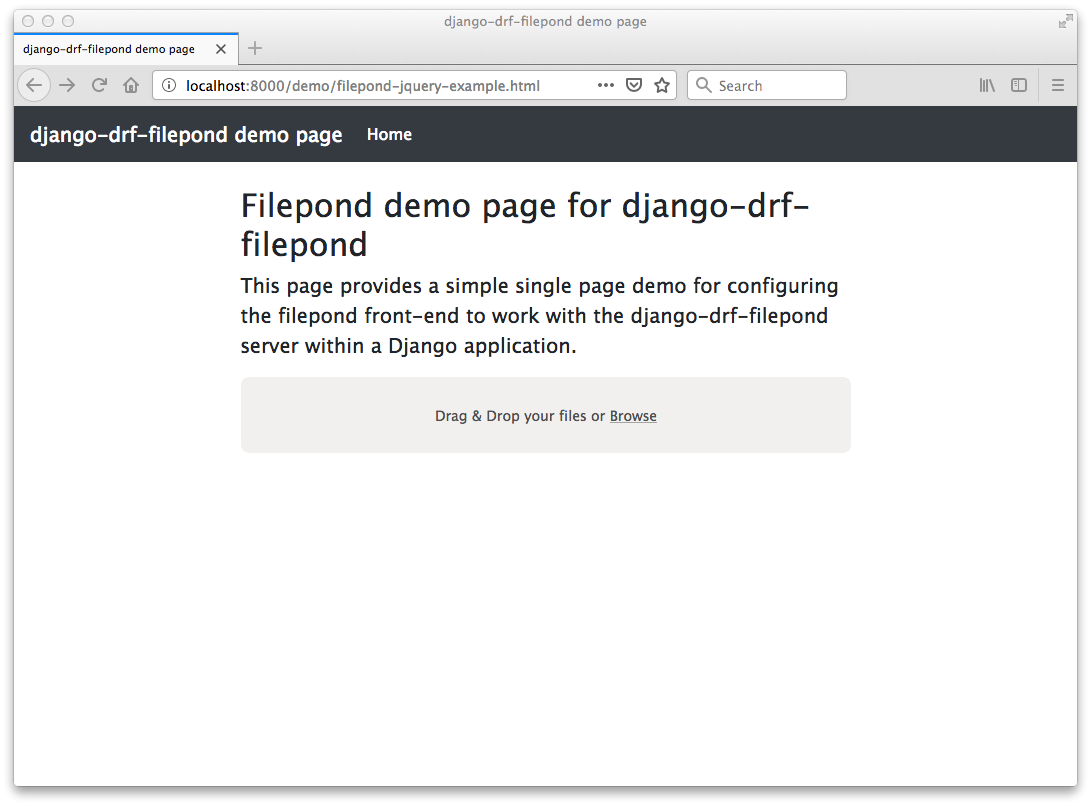 django-drf-filepond demo page
django-drf-filepond demo page
localhost:8000/demo/filepond-jquery-example.html
Search
django-drf-filepond demo page Home
Filepond demo page for django-drf-
filepond
This page provides a simple single page demo for configuring
the filepond front-end to work with the django-drf-filepond
server within a Django application.
Drag & Drop your files or Browse